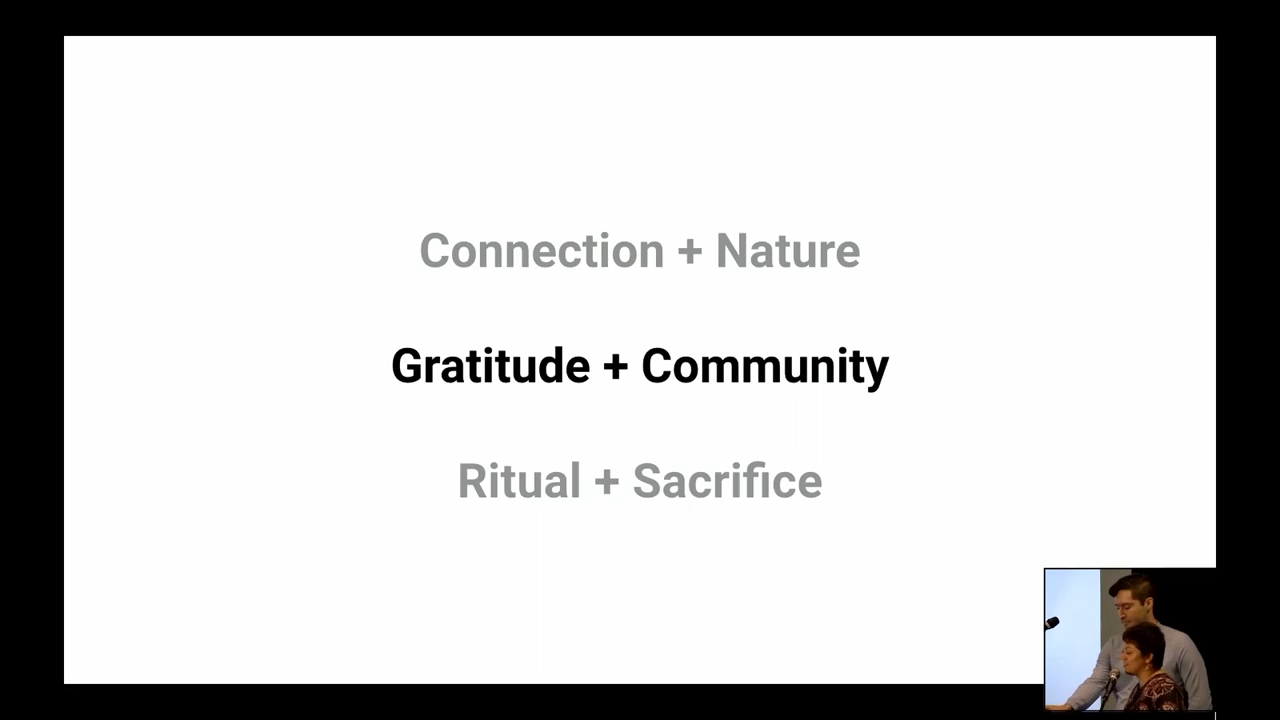 Connection + Nature
Gratitude + Community
Ritual + Sacrifice